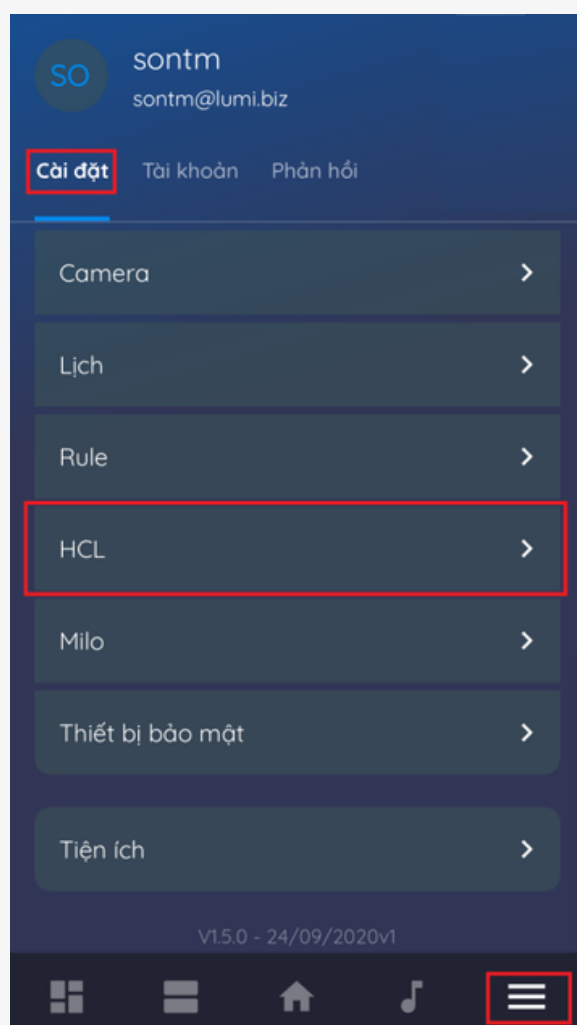 SO
sontm
sontm@lumi.biz
Cài đặt Tài khoản Phản hồi
Camera
Lịch
Rule
HCL
Milo
Thiết bị bảo mật
Tiện ích
V1.5.0 - 24/09/2020v1